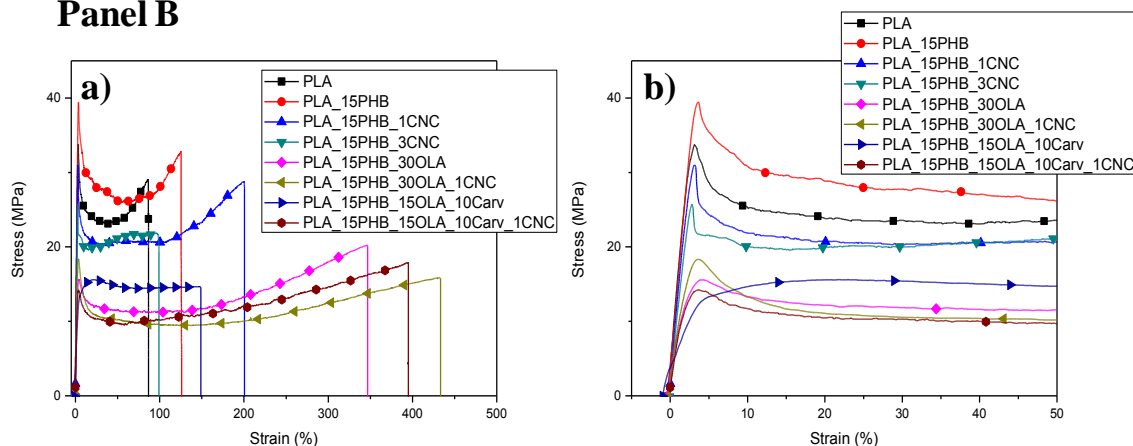 Panel B
a)
PLA
PLA_15PHB
PLA_15PHB_1CNC
PLA_15PHB_3CNC
PLA_15PHB_30OLA
PLA_15PHB_30OLA_1CNC
PLA_15PHB_15OLA_10Carv
PLA_15PHB_15OLA_10Carv_1CNC
Stress (MPa)
40
20
0
0 100 200 300 400 500
Strain (%)
b)
PLA
PLA_15PHB
PLA_15PHB_1CNC
PLA_15PHB_3CNC
PLA_15PHB_30OLA
PLA_15PHB_30OLA_1CNC
PLA_15PHB_15OLA_10Carv
PLA_15PHB_15OLA_10Carv_1CNC
Stress (MPa)
40
20
0
0 10 20 30 40 50
Strain (%)